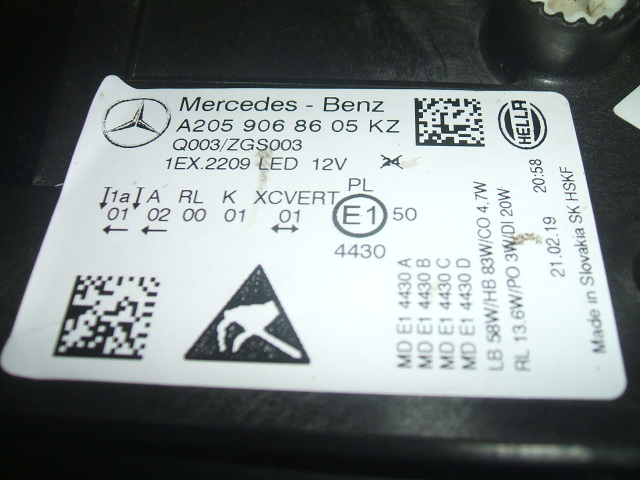 Mercedes - Benz
A205 906 86 05 KZ
Q003/ZGS003
1EX.2209 LED 12V
1a A RL K XCVERT PL
01 02 00 01 01 E1 50
4430
HELLA
MD E1 4430 A
MD E1 4430 B
MD E1 4430 C
MD E1 4430 D
LB 58W/HB 83W/CO 4.7W
RL 13.6W/PO 3W/DI 20W
21.02.19 20:58
Made in Slovakia SK HSKF